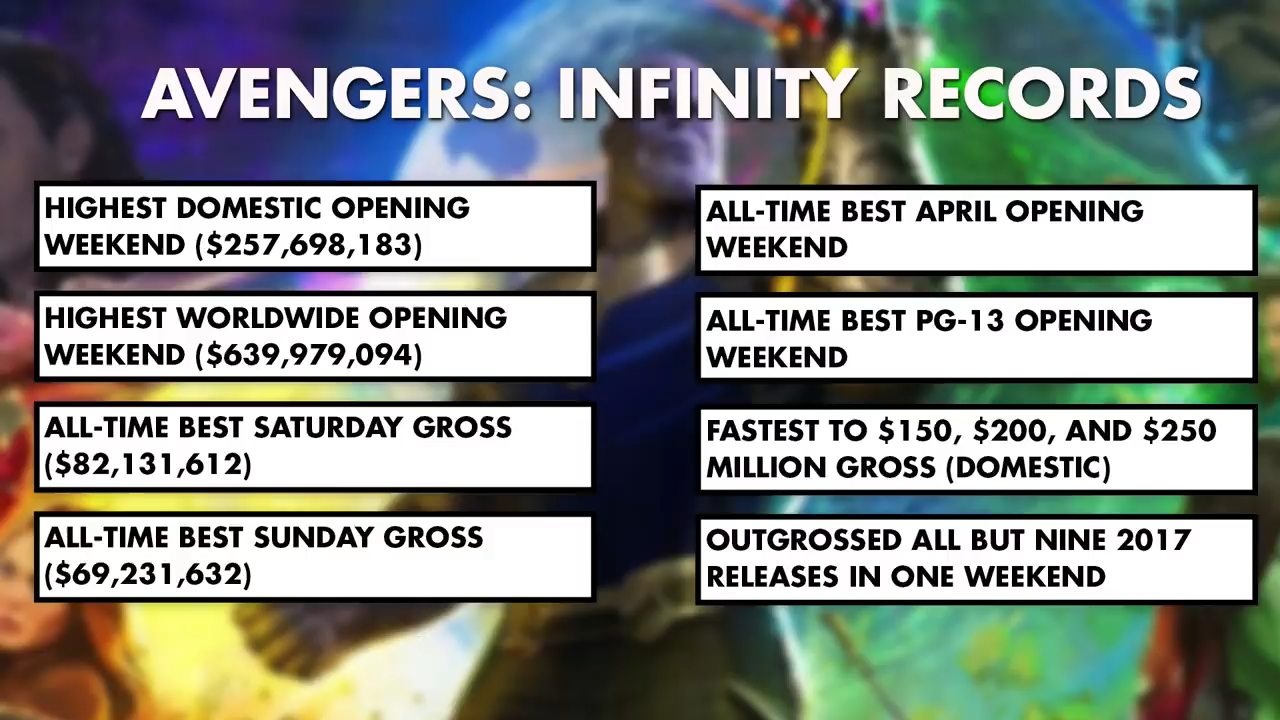 AVENGERS: INFINITY RECORDS
HIGHEST DOMESTIC OPENING
WEEKEND ($257,698,183)
HIGHEST WORLDWIDE OPENING
WEEKEND ($639,979,094)
ALL-TIME BEST SATURDAY GROSS
($82,131,612)
ALL-TIME BEST SUNDAY GROSS
($69,231,632)
ALL-TIME BEST APRIL OPENING
WEEKEND
ALL-TIME BEST PG-13 OPENING
WEEKEND
FASTEST TO $150, $200, AND $250
MILLION GROSS (DOMESTIC)
OUTGROSSED ALL BUT NINE 2017
RELEASES IN ONE WEEKEND